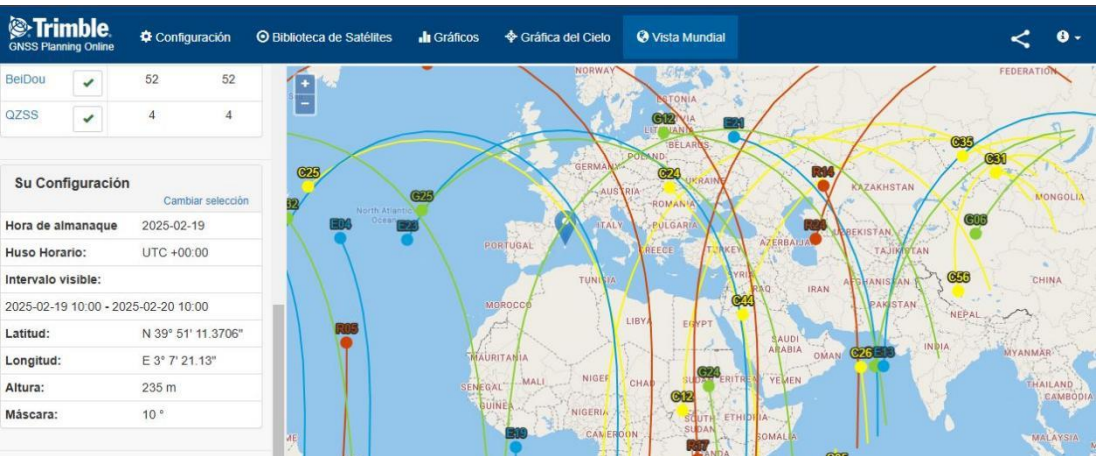 Trimble.
GNSS Planning Online
Configuración
Biblioteca de Satélites
Gráficos
Gráfica del Cielo
Vista Mundial
BeiDou 52 52
QZSS 4 4
Su Configuración
Cambiar selección
Hora de almanaque 2025-02-19
Huso Horario: UTC +00:00
Intervalo visible:
2025-02-19 10:00 - 2025-02-20 10:00
Latitud: N 39° 51' 11.3706"
Longitud: E 3° 7' 21.13"
Altura: 235 m
Máscara: 10 °
+
−
NORWAY
FEDERATION
ESTONIA
G12
E21
BELARUS
C35
C31
POLAND
GERMANY
C25
C24
UKRAINE
R14
KAZAKHSTAN
AUSTRIA
MONGOLIA
G25
ROMANIA
North Atlantic
Ocean
E04
E23
ITALY
BULGARIA
G06
R24
UZBEKISTAN
PORTUGAL
GREECE
TURKEY
AZERBAIJAN
TAJIKISTAN
TUNISIA
SYRIA
IRAQ
IRAN
AFGHANISTAN
C56
CHINA
MOROCCO
C44
PAKISTAN
NEPAL
LIBYA
EGYPT
R05
SAUDI
ARABIA
OMAN
C26
E33
INDIA
MYANMAR
MAURITANIA
MALI
NIGER
CHAD
SUDAN
G24
ERITREA
YEMEN
SENEGAL
THAILAND
CAMBODIA
GUINEA
C12
NIGERIA
SOUTH
SUDAN
ETHIOPIA
E19
CAMEROON
SOMALIA
MALAYSIA
R17